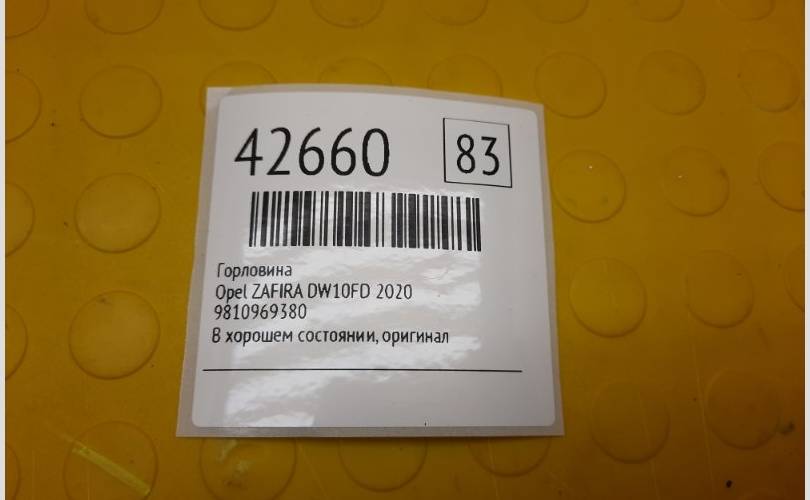 42660
83
Горловина
Opel ZAFIRA DW10FD 2020
9810969380
В хорошем состоянии, оригинал